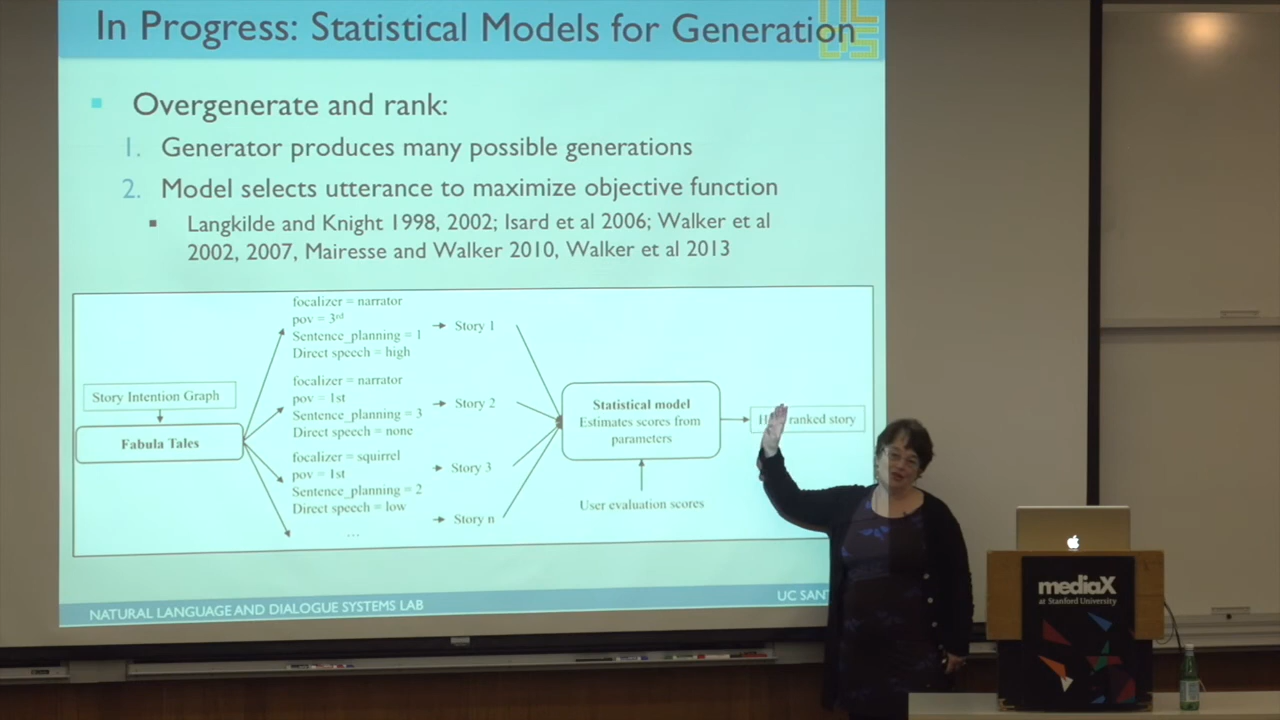 In Progress: Statistical Models for Generation
Overgenerate and rank:
1. Generator produces many possible generations
2. Model selects utterance to maximize objective function
Langkilde and Knight 1998, 2002; Isard et al 2006; Walker et al
2002, 2007, Mairesse and Walker 2010, Walker et al 2013
Story Intention Graph
Fabula Tales
focalizer = narrator
pov = 3rd
Sentence_planning = 1
Direct speech = high
Story 1
focalizer = narrator
pov = 1st
Sentence_planning = 3
Direct speech = none
Story 2
focalizer = squirrel
pov = 1st
Sentence_planning = 2
Direct speech = low
Story 3
...
Story n
Statistical model
Estimates scores from
parameters
User evaluation scores
ranked story
NATURAL LANGUAGE AND DIALOGUE SYSTEMS LAB
UC
mediaX
at Stanford University